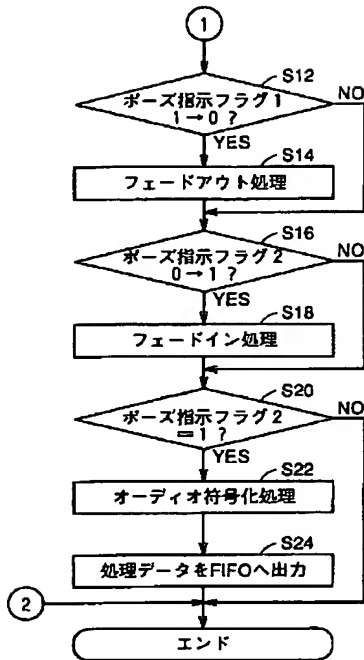 1
S12
ポーズ指示フラグ1
1→0 ?
NO
YES
S14
フェードアウト処理
S16
ポーズ指示フラグ2
0→1?
NO
YES
S18
フェードイン処理
S20
ポーズ指示フラグ2
=1 ?
NO
YES
S22
オーディオ符号化処理
S24
処理データをFIFOへ出力
2
エンド